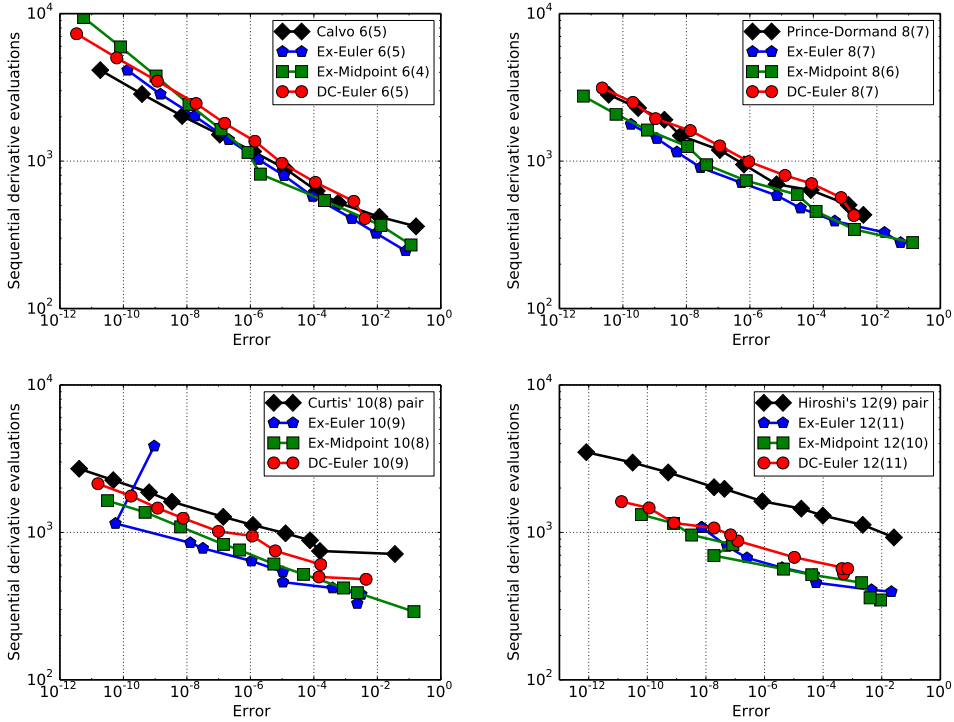 Sequential derivative evaluations
10^4
10^3
10^2
Calvo 6(5)
Ex-Euler 6(5)
Ex-Midpoint 6(4)
DC-Euler 6(5)
10^-12 10^-10 10^-8 10^-6 10^-4 10^-2 10^0
Error
Sequential derivative evaluations
10^4
10^3
10^2
Prince-Dormand 8(7)
Ex-Euler 8(7)
Ex-Midpoint 8(6)
DC-Euler 8(7)
10^-12 10^-10 10^-8 10^-6 10^-4 10^-2 10^0
Error
Sequential derivative evaluations
10^4
10^3
10^2
Curtis' 10(8) pair
Ex-Euler 10(9)
Ex-Midpoint 10(8)
DC-Euler 10(9)
10^-12 10^-10 10^-8 10^-6 10^-4 10^-2 10^0
Error
Sequential derivative evaluations
10^4
10^3
10^2
Hiroshi's 12(9) pair
Ex-Euler 12(11)
Ex-Midpoint 12(10)
DC-Euler 12(11)
10^-12 10^-10 10^-8 10^-6 10^-4 10^-2 10^0
Error